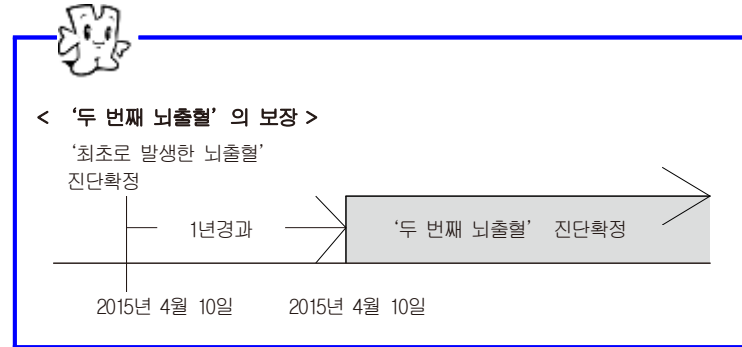 < ‘두 번째 뇌출혈’ 의 보장 >
‘최초로 발생한 뇌출혈’
진단확정
1년경과
‘두 번째 뇌출혈’ 진단확정
2015년 4월 10일
2015년 4월 10일